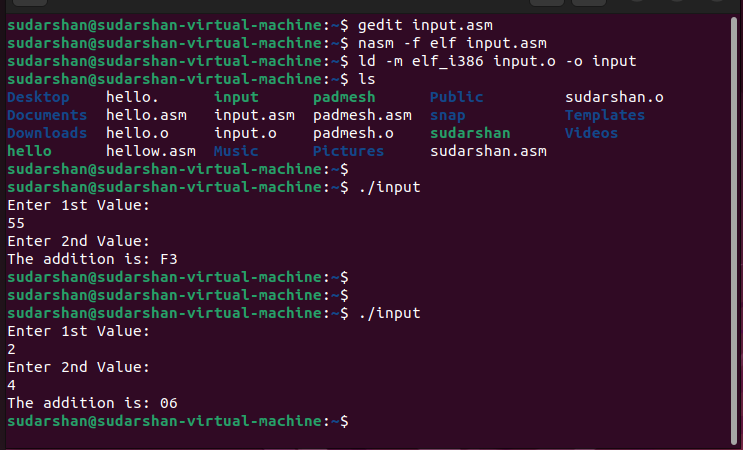 sudarshan@sudarshan-virtual-machine:~$ gedit input.asm
sudarshan@sudarshan-virtual-machine:~$ nasm -f elf input.asm
sudarshan@sudarshan-virtual-machine:~$ ld -m elf_i386 input.o -o input
sudarshan@sudarshan-virtual-machine:~$ ls
Desktop    hello.      input      padmesh      Public         sudarshan.o
Documents  hello.asm   input.asm  padmesh.asm  snap           Templates
Downloads  hello.o     input.o    padmesh.o    sudarshan      Videos
hello      hellow.asm  Music      Pictures     sudarshan.asm
sudarshan@sudarshan-virtual-machine:~$
sudarshan@sudarshan-virtual-machine:~$ ./input
Enter 1st Value:
55
Enter 2nd Value:
The addition is: F3
sudarshan@sudarshan-virtual-machine:~$
sudarshan@sudarshan-virtual-machine:~$
sudarshan@sudarshan-virtual-machine:~$ ./input
Enter 1st Value:
2
Enter 2nd Value:
4
The addition is: 06
sudarshan@sudarshan-virtual-machine:~$